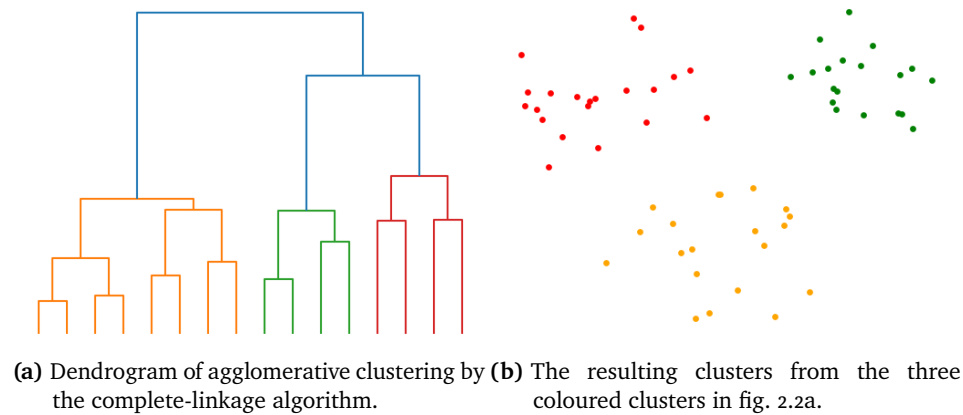 (a) Dendrogram of agglomerative clustering by
the complete-linkage algorithm.
(b) The resulting clusters from the three
coloured clusters in fig. 2.2a.